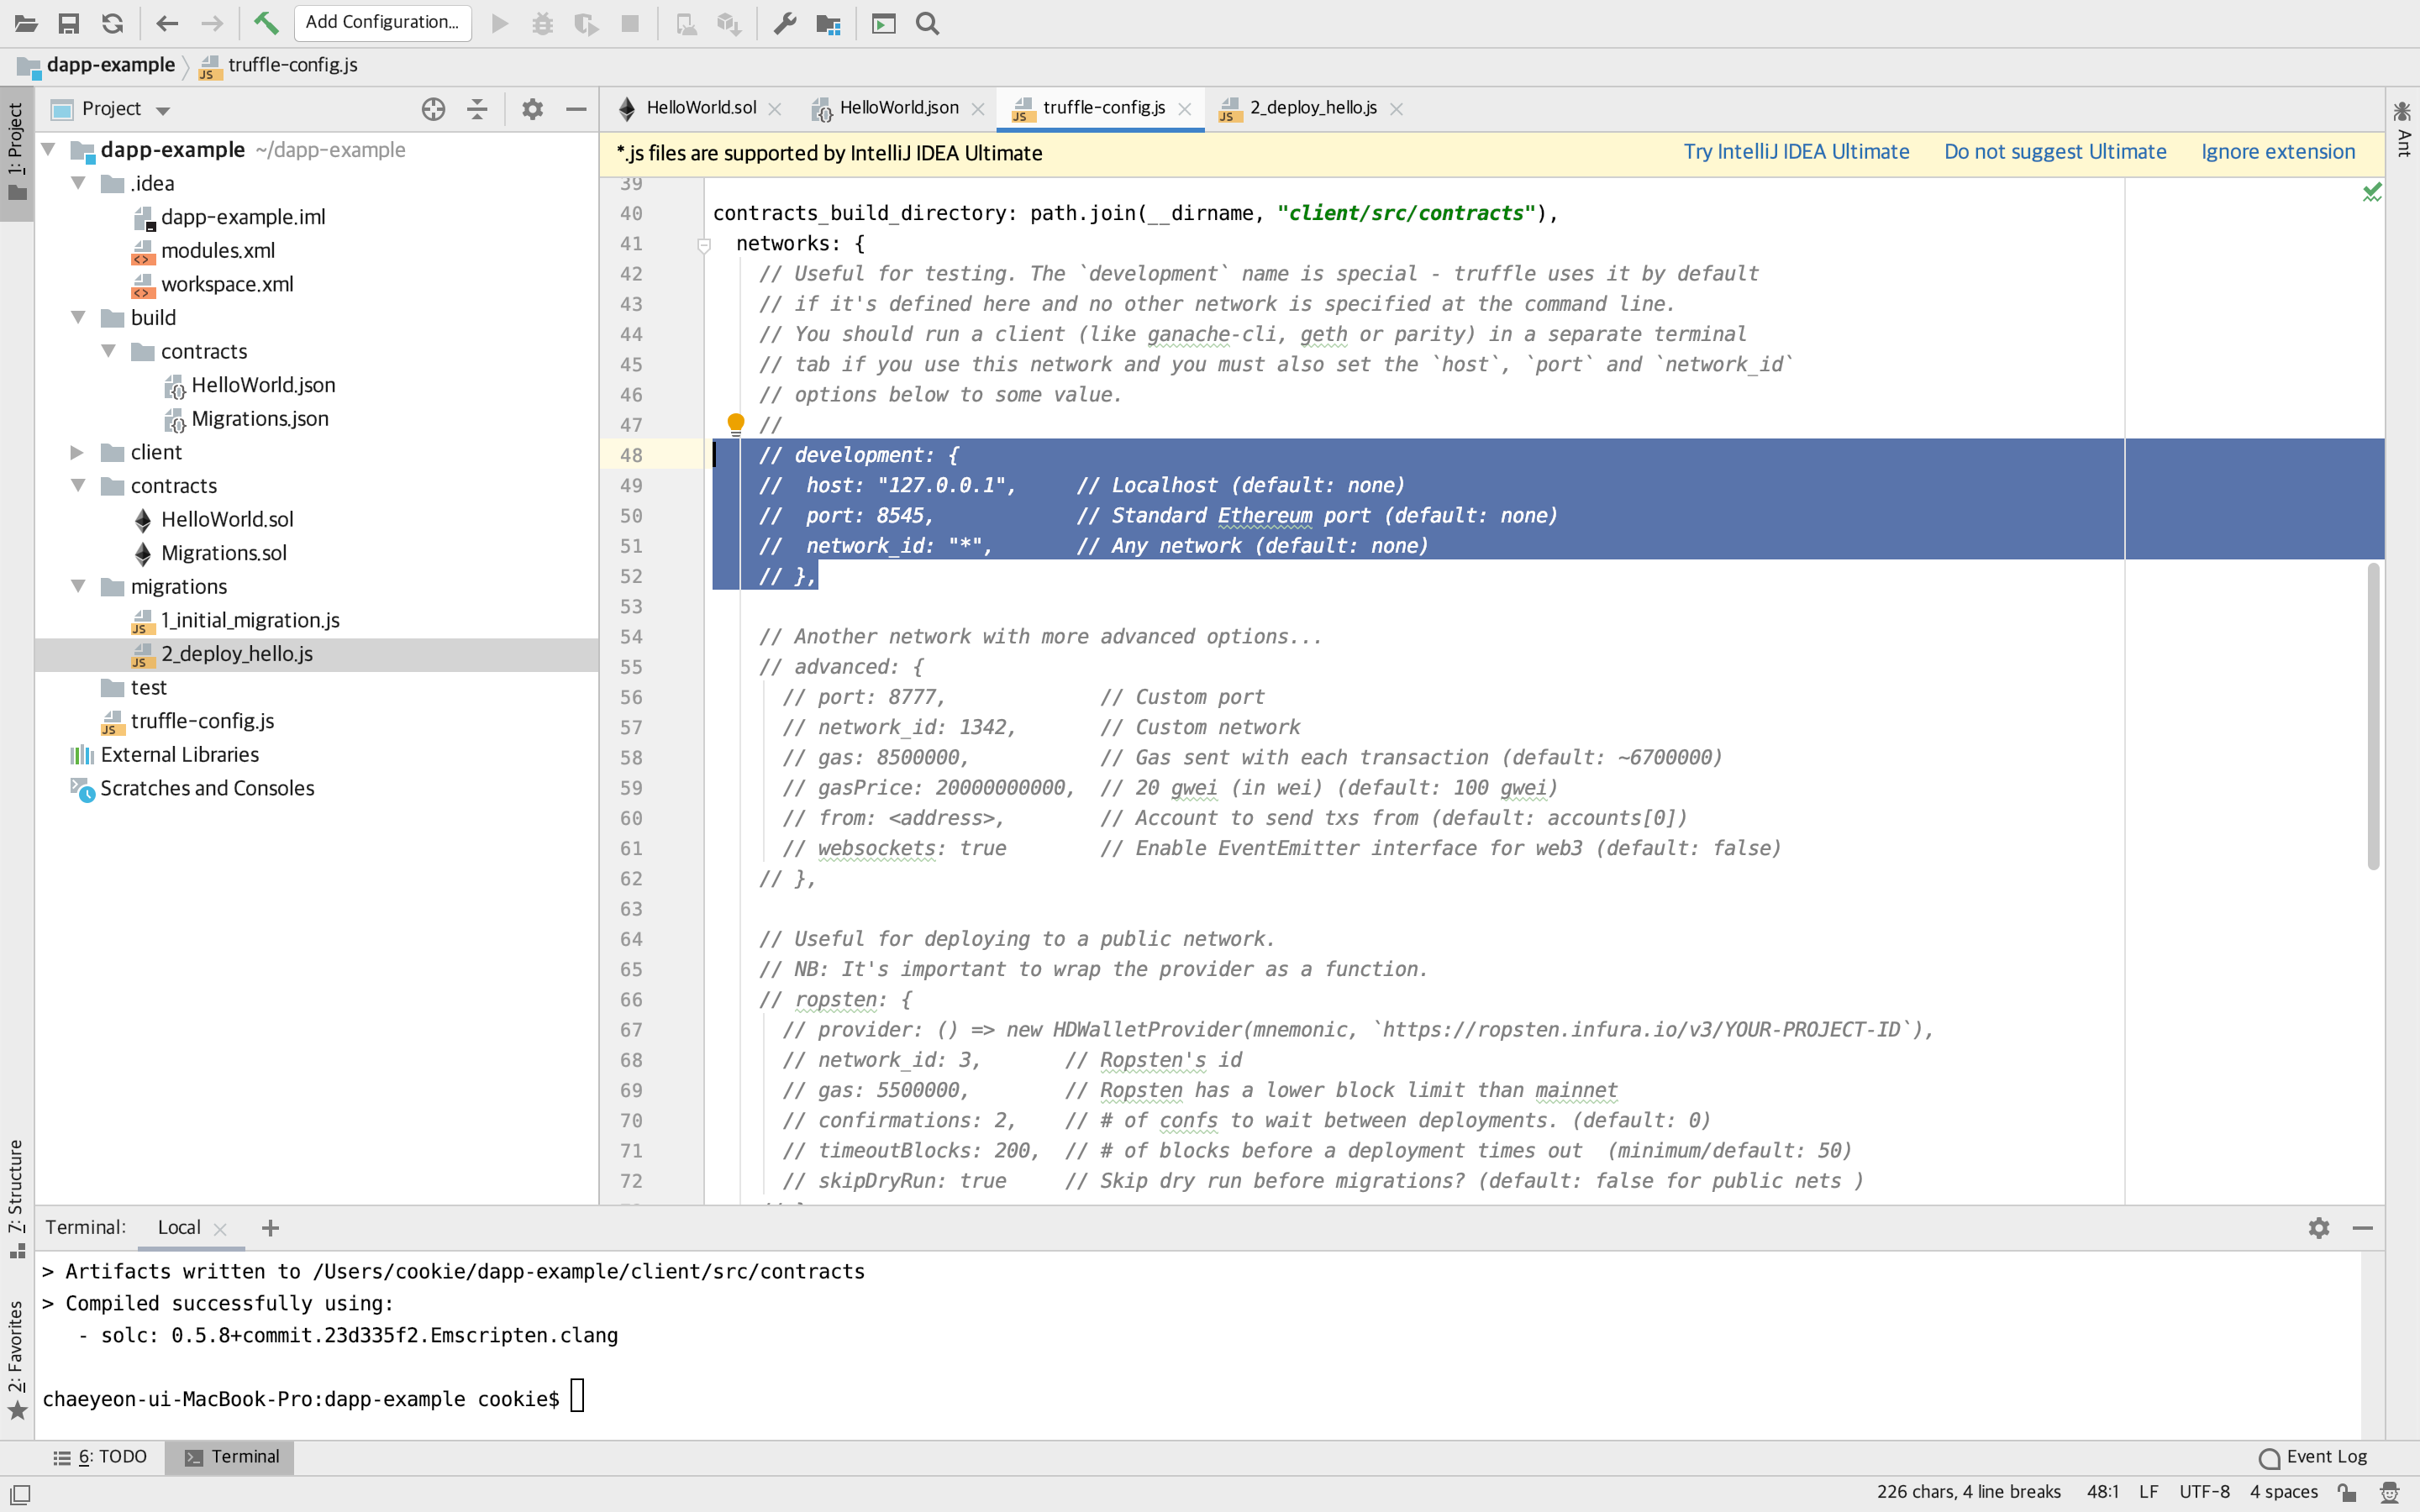 Add Configuration...
dapp-example
truffle-config.js
1: Project
Project
HelloWorld.sol
HelloWorld.json
truffle-config.js
2_deploy_hello.js
Ant
*.js files are supported by IntelliJ IDEA Ultimate
Try IntelliJ IDEA Ultimate
Do not suggest Ultimate
Ignore extension
dapp-example ~/dapp-example
.idea
dapp-example.iml
modules.xml
workspace.xml
build
contracts
HelloWorld.json
Migrations.json
client
contracts
HelloWorld.sol
Migrations.sol
migrations
1_initial_migration.js
2_deploy_hello.js
test
truffle-config.js
External Libraries
Scratches and Consoles
39
40 contracts_build_directory: path.join(__dirname, "client/src/contracts"),
41 networks: {
42 // Useful for testing. The `development` name is special - truffle uses it by default
43 // if it's defined here and no other network is specified at the command line.
44 // You should run a client (like ganache-cli, geth or parity) in a separate terminal
45 // tab if you use this network and you must also set the `host`, `port` and `network_id`
46 // options below to some value.
47 //
48 // development: {
49 //  host: "127.0.0.1",     // Localhost (default: none)
50 //  port: 8545,            // Standard Ethereum port (default: none)
51 //  network_id: "*",       // Any network (default: none)
52 // },
53
54 // Another network with more advanced options...
55 // advanced: {
56 // port: 8777,             // Custom port
57 // network_id: 1342,       // Custom network
58 // gas: 8500000,           // Gas sent with each transaction (default: ~6700000)
59 // gasPrice: 20000000000,  // 20 gwei (in wei) (default: 100 gwei)
60 // from: <address>,        // Account to send txs from (default: accounts[0])
61 // websockets: true        // Enable EventEmitter interface for web3 (default: false)
62 // },
63
64 // Useful for deploying to a public network.
65 // NB: It's important to wrap the provider as a function.
66 // ropsten: {
67 // provider: () => new HDWalletProvider(mnemonic, `https://ropsten.infura.io/v3/YOUR-PROJECT-ID`),
68 // network_id: 3,       // Ropsten's id
69 // gas: 5500000,        // Ropsten has a lower block limit than mainnet
70 // confirmations: 2,    // # of confs to wait between deployments. (default: 0)
71 // timeoutBlocks: 200,  // # of blocks before a deployment times out  (minimum/default: 50)
72 // skipDryRun: true     // Skip dry run before migrations? (default: false for public nets )
7: Structure
2: Favorites
Terminal:
Local
> Artifacts written to /Users/cookie/dapp-example/client/src/contracts
> Compiled successfully using:
- solc: 0.5.8+commit.23d335f2.Emscripten.clang
chaeyeon-ui-MacBook-Pro:dapp-example cookie$
6: TODO
Terminal
Event Log
226 chars, 4 line breaks
48:1
LF
UTF-8
4 spaces